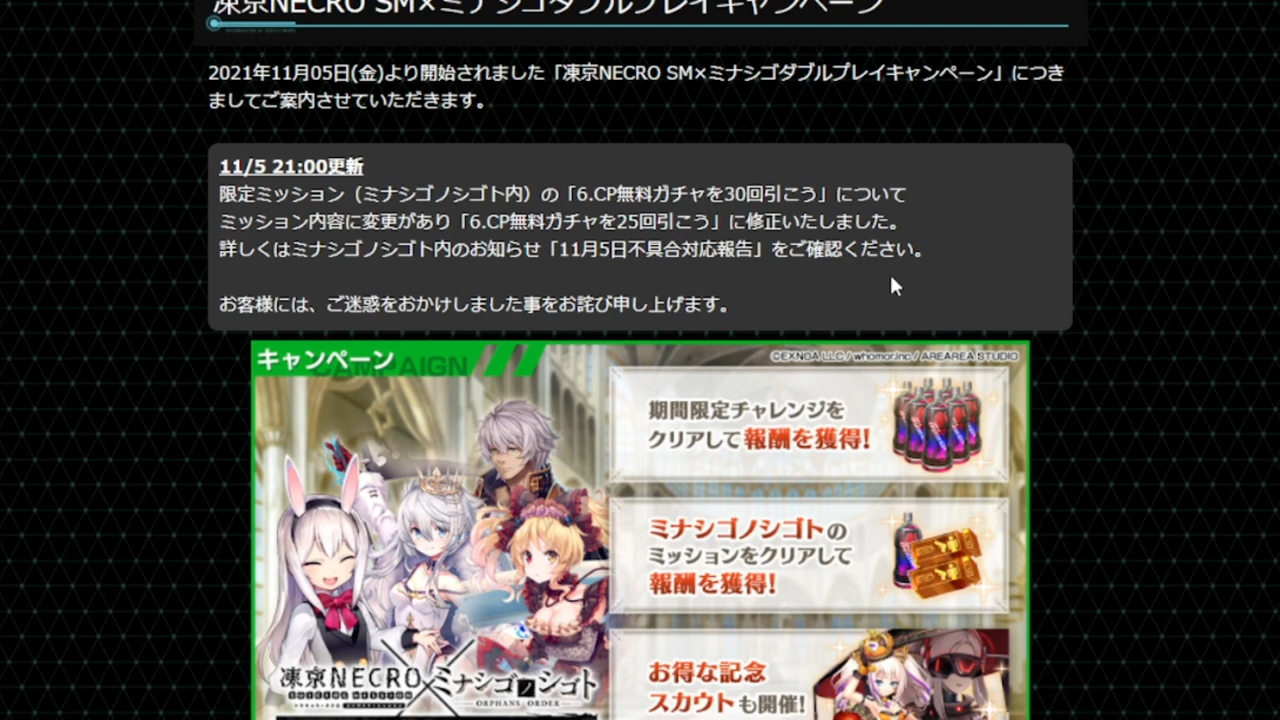 凍京NECRO SM×ミナシゴダブルプレイキャンペーン
2021年11月05日(金)より開始されました「凍京NECRO SM×ミナシゴダブルプレイキャンペーン」につき
ましてご案内させていただきます。
11/5 21:00更新
限定ミッション（ミナシゴノシゴト内）の「6.CP無料ガチャを30回引こう」について
ミッション内容に変更があり「6.CP無料ガチャを25回引こう」に修正いたしました。
詳しくはミナシゴノシゴト内のお知らせ「11月5日不具合対応報告」をご確認ください。
お客様には、ご迷惑をおかけしました事をお詫び申し上げます。
キャンペーン
CAMPAIGN
©EXNOA LLC / whomor.inc / AREAREA STUDIO
期間限定チャレンジを
クリアして報酬を獲得!
ミナシゴノシゴトの
ミッションをクリアして
報酬を獲得!
お得な記念
スカウトも開催!
凍京NECRO×ミナシゴノシゴト
SUICIDE MISSION
ORPHANS ORDER